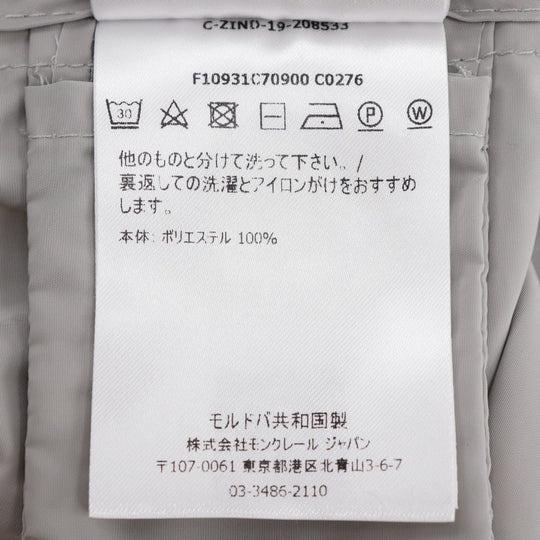 C-ZIND-19-208533
F10931C70900 C0276
30 P W
他のものと分けて洗って下さい。/
裏返しての洗濯とアイロンがけをおすすめ
します。
本体: ポリエステル 100%
モルドバ共和国製
株式会社モンクレール ジャパン
〒107-0061 東京都港区北青山3-6-7
03-3486-2110